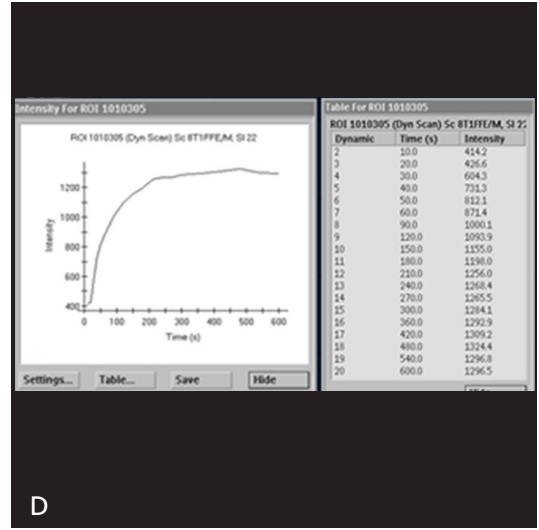 Intensity For ROI 1010305
ROI 1010305 (Dyn Scan) Sc 8T1FFE/M, SI 22
Intensity
1200
1000
800
600
400
0 100 200 300 400 500 600
Time (s)
Settings... Table... Save Hide
Table For ROI 1010305
ROI 1010305 (Dyn Scan) Sc 8T1FFE/M, SI 22
Dynamic Time (s) Intensity
2 10.0 414.2
3 20.0 426.6
4 30.0 604.3
5 40.0 731.3
6 50.0 812.1
7 60.0 871.4
8 90.0 1000.1
9 120.0 1093.9
10 150.0 1155.0
11 180.0 1198.0
12 210.0 1256.0
13 240.0 1268.4
14 270.0 1265.5
15 300.0 1284.1
16 360.0 1292.9
17 420.0 1309.2
18 480.0 1324.4
19 540.0 1296.8
20 600.0 1296.5
D